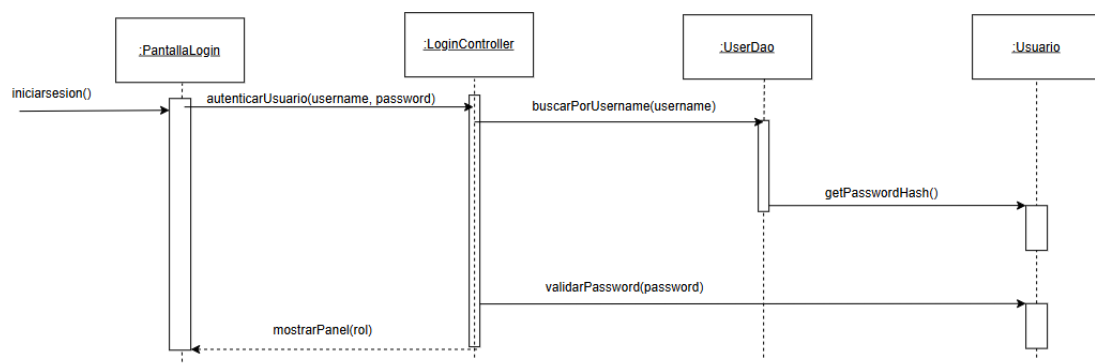 :PantallaLogin
:LoginController
:UserDao
:Usuario
iniciarsesion()
autenticarUsuario(username, password)
buscarPorUsername(username)
getPasswordHash()
validarPassword(password)
mostrarPanel(rol)